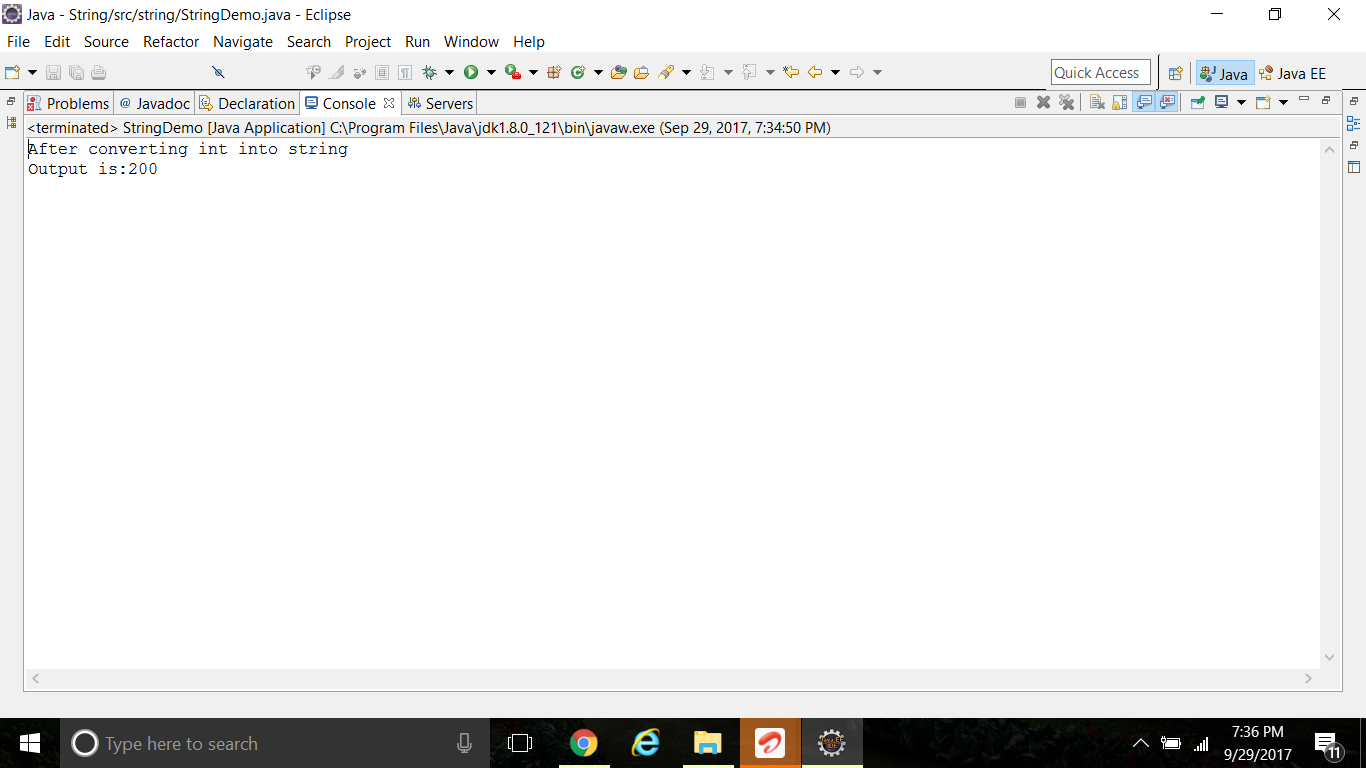 Java - String/src/string/StringDemo.java - Eclipse
File Edit Source Refactor Navigate Search Project Run Window Help
Quick Access Java Java EE
Problems @ Javadoc Declaration Console Servers
<terminated> StringDemo [Java Application] C:\Program Files\Java\jdk1.8.0_121\bin\javaw.exe (Sep 29, 2017, 7:34:50 PM)
After converting int into string
Output is:200
Type here to search
7:36 PM
9/29/2017
11